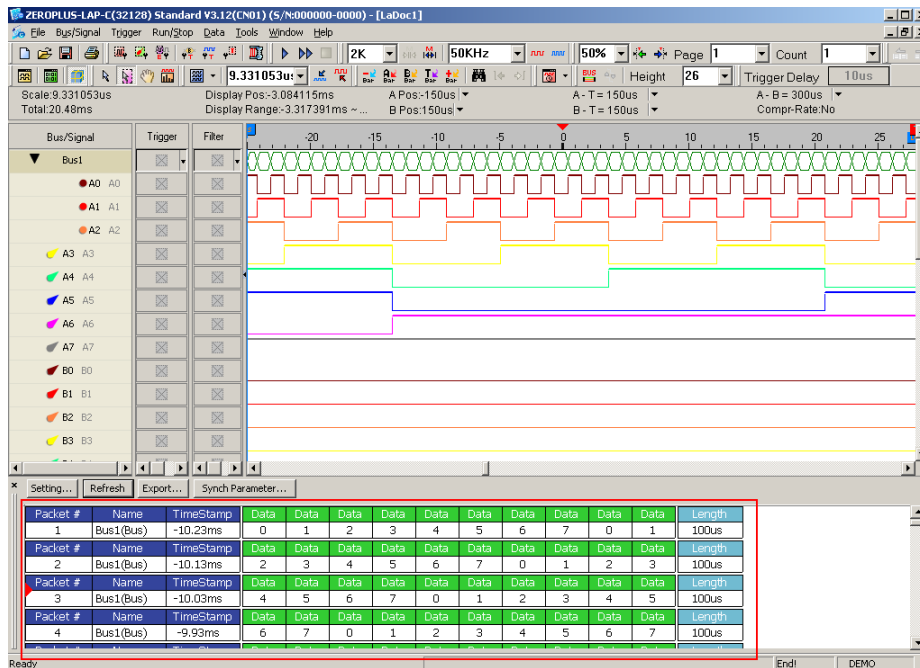 ZEROPLUS-LAP-C(32128) Standard V3.12(CN01) (S/N:000000-0000) - [LaDoc1]
File Bus/Signal Trigger Run/Stop Data Tools Window Help
2K 50KHz 50% Page 1 Count 1
9.331053us Bar Bar Bar Bar Bar BUS Height 26 Trigger Delay 10us
Scale:9.331053us Display Pos:-3.084115ms A Pos:-150us A - T = 150us A - B = 300us
Total:20.48ms Display Range:-3.317391ms ~... B Pos:150us B - T = 150us Compr-Rate:No
Bus/Signal Trigger Filter -20 -15 -10 -5 0 5 10 15 20 25
Bus1
A0 A0
A1 A1
A2 A2
A3 A3
A4 A4
A5 A5
A6 A6
A7 A7
B0 B0
B1 B1
B2 B2
B3 B3
Setting... Refresh Export... Synch Parameter...
Packet # Name TimeStamp Data Data Data Data Data Data Data Data Data Data Length
1 Bus1(Bus) -10.23ms 0 1 2 3 4 5 6 7 0 1 100us
Packet # Name TimeStamp Data Data Data Data Data Data Data Data Data Data Length
2 Bus1(Bus) -10.13ms 2 3 4 5 6 7 0 1 2 3 100us
Packet # Name TimeStamp Data Data Data Data Data Data Data Data Data Data Length
3 Bus1(Bus) -10.03ms 4 5 6 7 0 1 2 3 4 5 100us
Packet # Name TimeStamp Data Data Data Data Data Data Data Data Data Data Length
4 Bus1(Bus) -9.93ms 6 7 0 1 2 3 4 5 6 7 100us
Ready End! DEMO